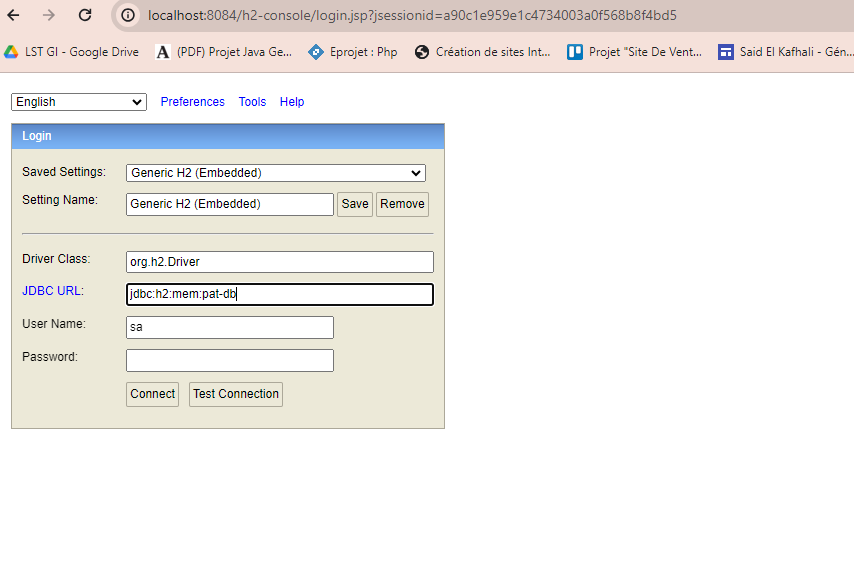 localhost:8084/h2-console/login.jsp?jsessionid=a90c1e959e1c4734003a0f568b8f4bd5
LST GI - Google Drive (PDF) Projet Java Ge... Eprojet : Php Création de sites Int... Projet "Site De Vent... Said El Kafhali - Gén...
English Preferences Tools Help
Login
Saved Settings: Generic H2 (Embedded)
Setting Name: Generic H2 (Embedded) Save Remove
Driver Class: org.h2.Driver
JDBC URL: jdbc:h2:mem:pat-db
User Name: sa
Password:
Connect Test Connection